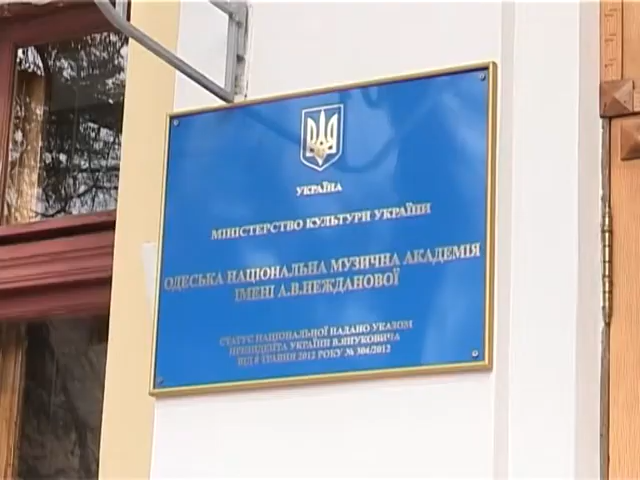 УКРАЇНА
МІНІСТЕРСТВО КУЛЬТУРИ УКРАЇНИ
ОДЕСЬКА НАЦІОНАЛЬНА МУЗИЧНА АКАДЕМІЯ
ІМЕНІ А.В.НЕЖДАНОВОЇ
СТАТУС НАЦІОНАЛЬНОЇ НАДАНО УКАЗОМ
ПРЕЗИДЕНТА УКРАЇНИ В.ЯНУКОВИЧА
ВІД 8 ТРАВНЯ 2012 РОКУ № 304/2012